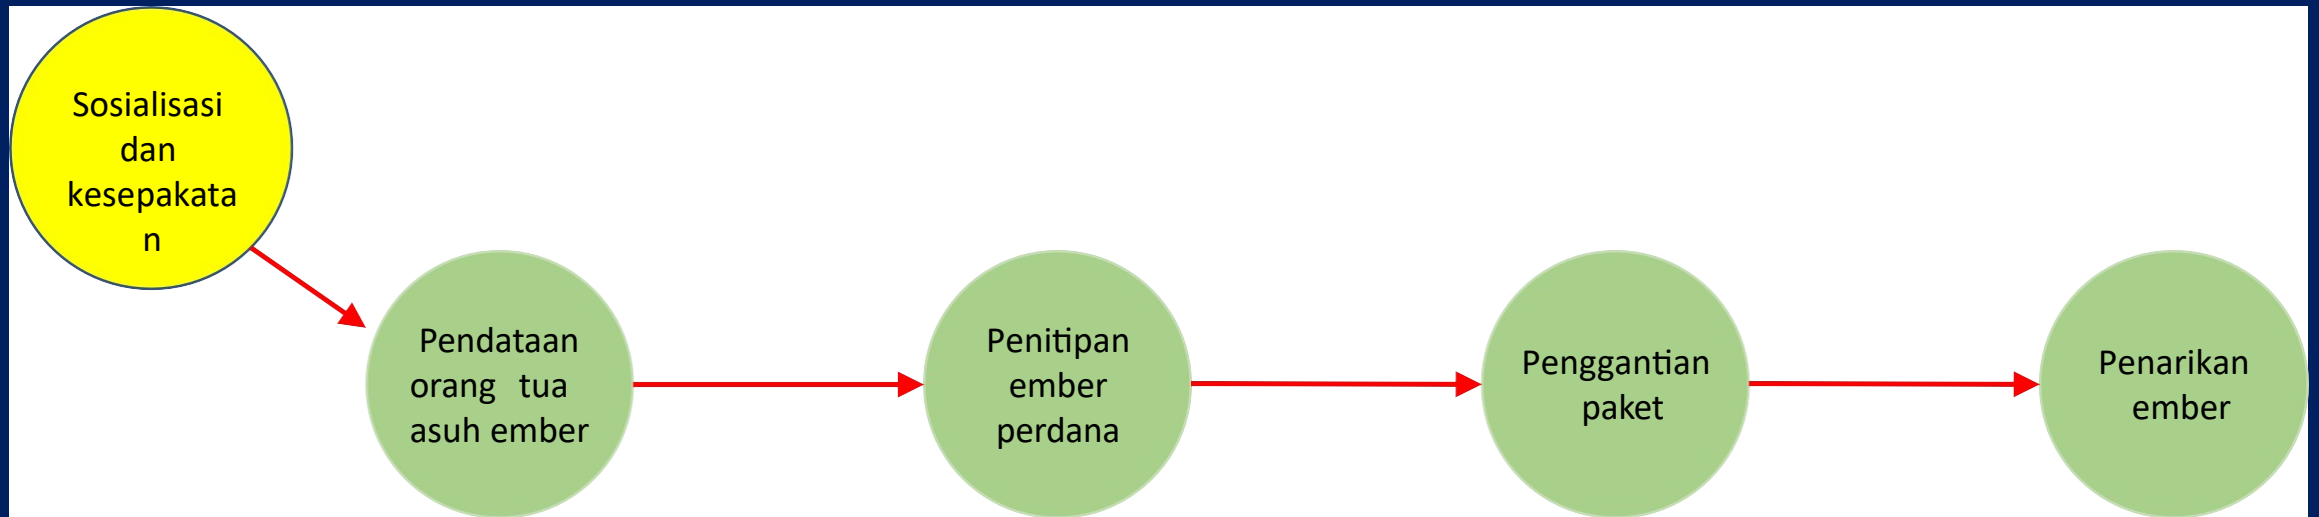 Sosialisasi
dan
kesepakata
n
Pendataan
orang tua
asuh ember
Penitipan
ember
perdana
Penggantian
paket
Penarikan
ember